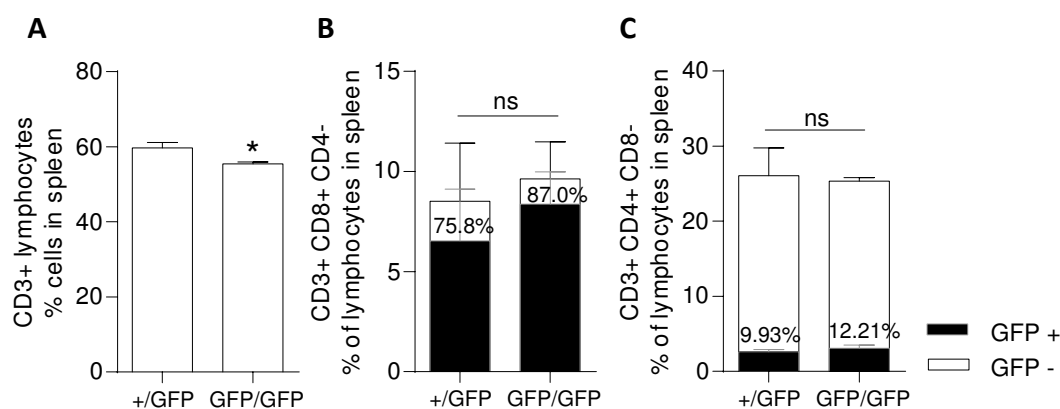 A
CD3+ lymphocytes
% cells in spleen
80
60
40
20
0
*
+/GFP
GFP/GFP
B
CD3+ CD8+ CD4-
% of lymphocytes in spleen
15
10
5
0
ns
75.8%
87.0%
+/GFP
GFP/GFP
C
CD3+ CD4+ CD8-
% of lymphocytes in spleen
40
30
20
10
0
ns
9.93%
12.21%
+/GFP
GFP/GFP
GFP +
GFP -